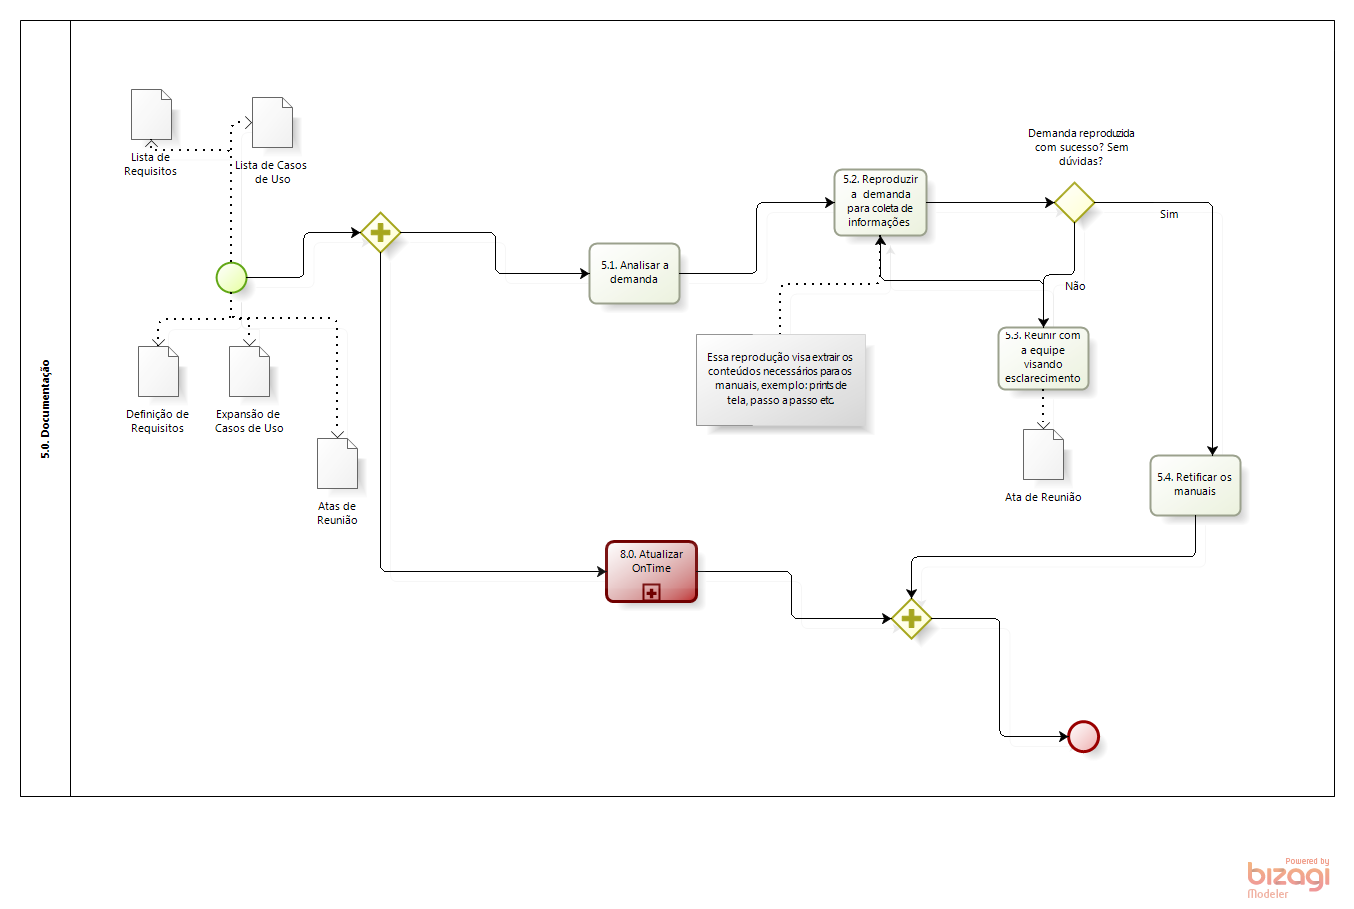 5.0. Documentação
Lista de
Requisitos
Lista de Casos
de Uso
Definição de
Requisitos
Expansão de
Casos de Uso
Atas de
Reunião
5.1. Analisar a
demanda
5.2. Reproduzir
a demanda
para coleta de
informações
Demanda reproduzida
com sucesso? Sem
dúvidas?
Sim
Não
Essa reprodução visa extrair os
conteúdos necessários para os
manuais, exemplo: prints de
tela, passo a passo etc.
5.3. Reunir com
a equipe
visando
esclarecimento
Ata de Reunião
5.4. Retificar os
manuais
8.0. Atualizar
OnTime
Powered by
bizagi
Modeler